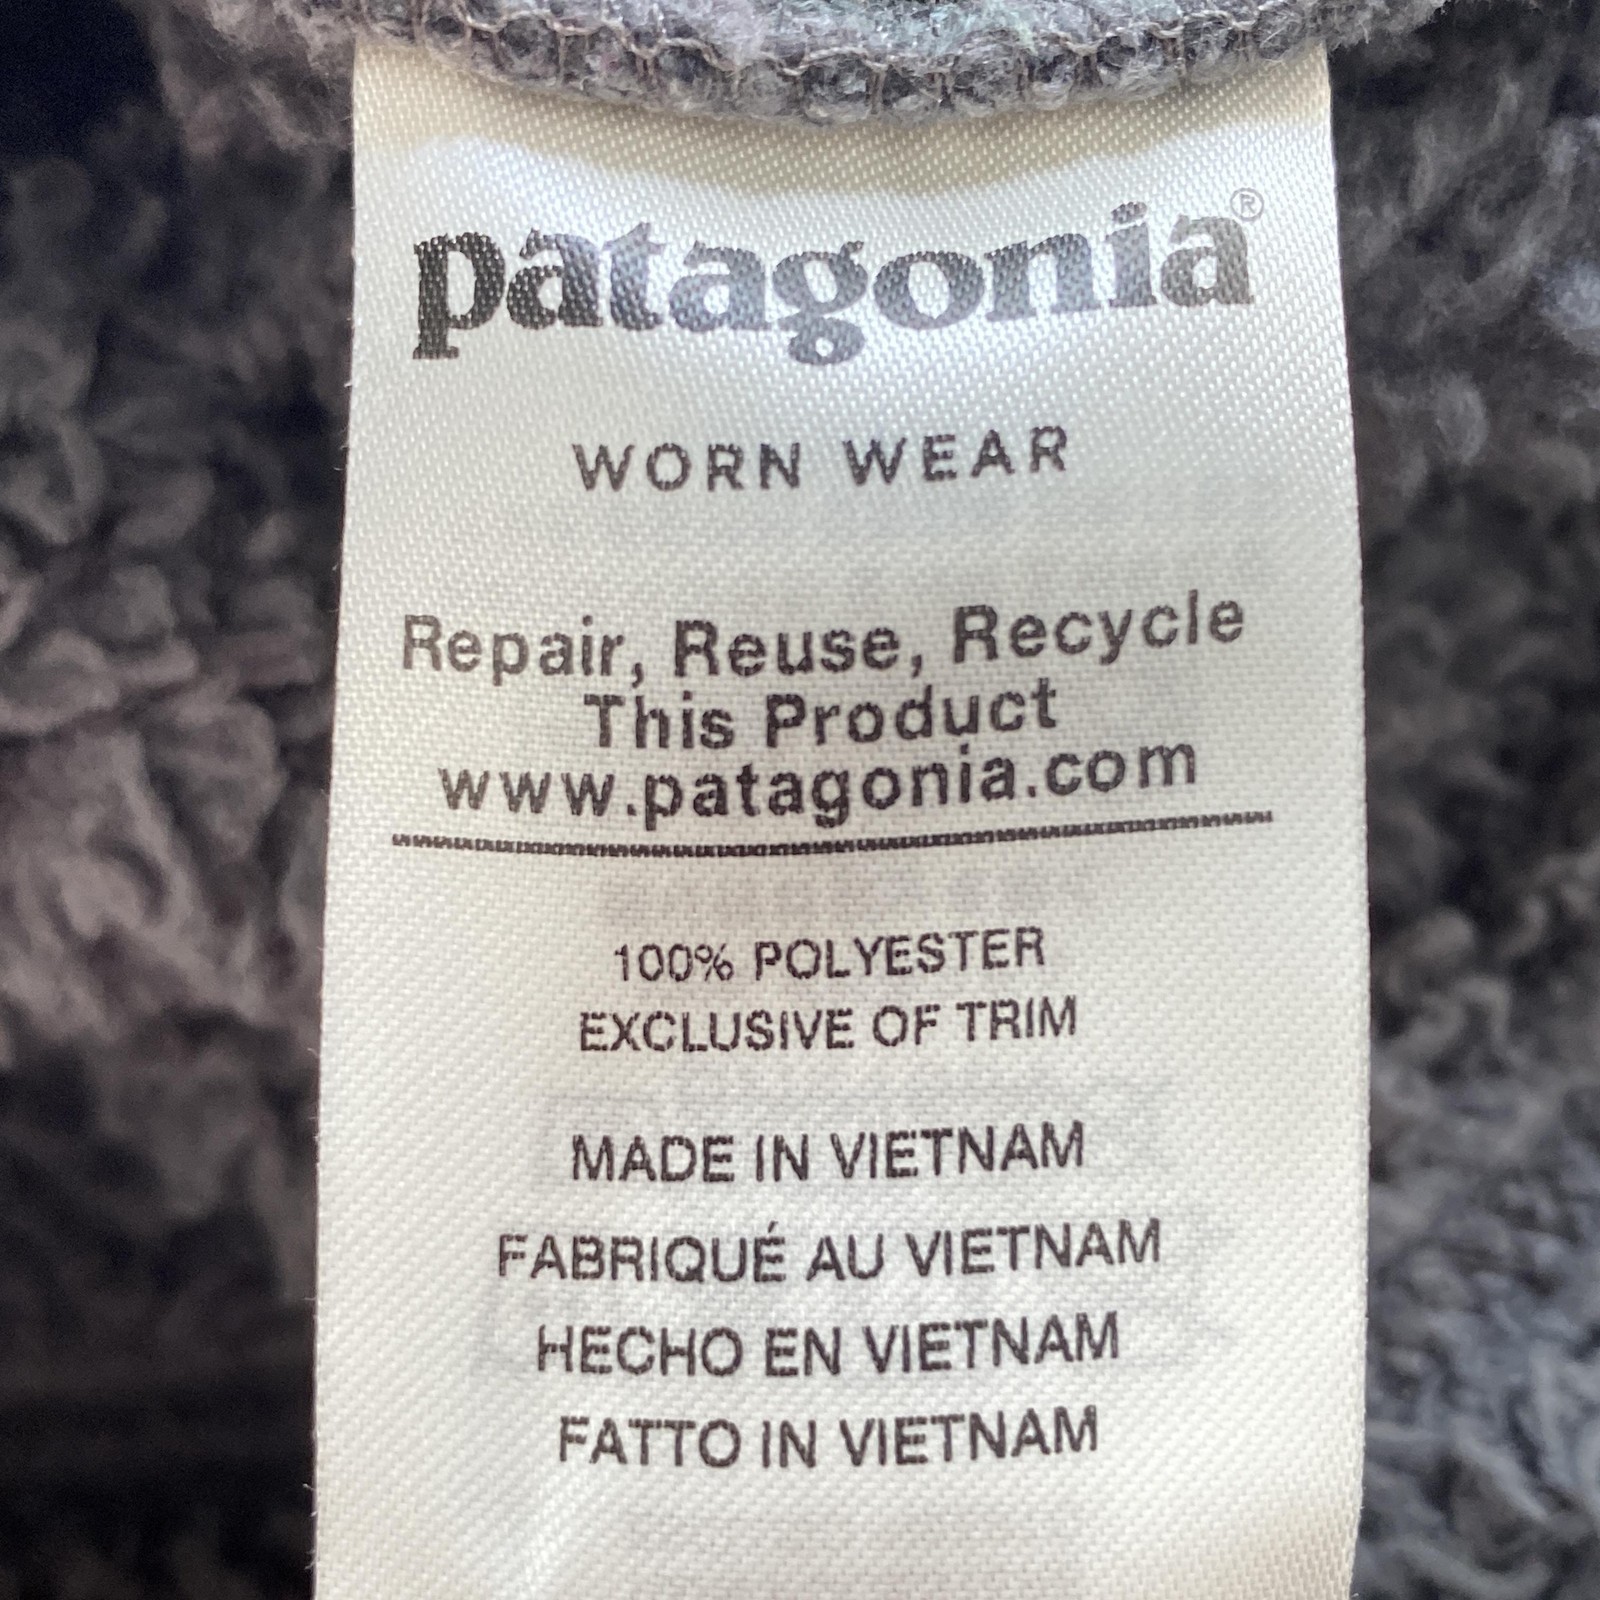 patagonia®
WORN WEAR
Repair, Reuse, Recycle
This Product
www.patagonia.com
100% POLYESTER
EXCLUSIVE OF TRIM
MADE IN VIETNAM
FABRIQUÉ AU VIETNAM
HECHO EN VIETNAM
FATTO IN VIETNAM